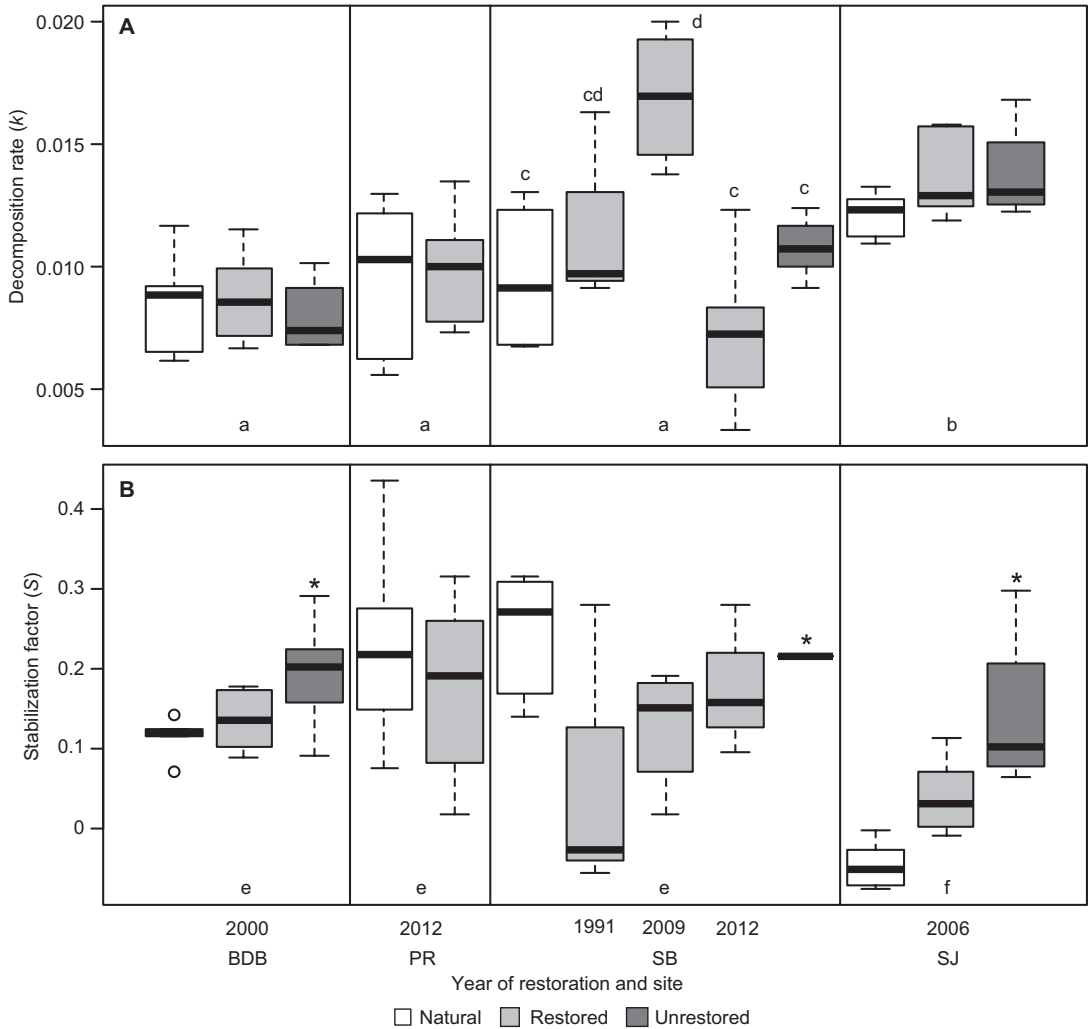 A
Decomposition rate (k)
0.020
0.015
0.010
0.005
c
cd
d
c
c
a
a
a
b
B
Stabilization factor (S)
0.4
0.3
0.2
0.1
0
*
*
*
e
e
e
f
2000
2012
1991
2009
2012
2006
BDB
PR
SB
SJ
Year of restoration and site
Natural
Restored
Unrestored